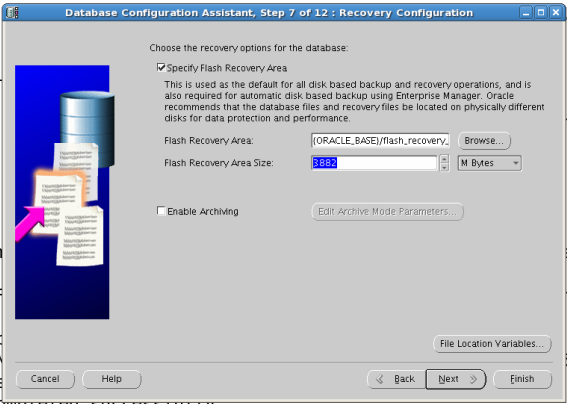 Database Configuration Assistant, Step 7 of 12 : Recovery Configuration
Choose the recovery options for the database:
Specify Flash Recovery Area
This is used as the default for all disk based backup and recovery operations, and is
also required for automatic disk based backup using Enterprise Manager. Oracle
recommends that the database files and recovery files be located on physically different
disks for data protection and performance.
Flash Recovery Area: {ORACLE_BASE}/flash_recovery_ Browse...
Flash Recovery Area Size: 3882 M Bytes
Enable Archiving Edit Archive Mode Parameters...
File Location Variables...
Cancel Help Back Next Finish